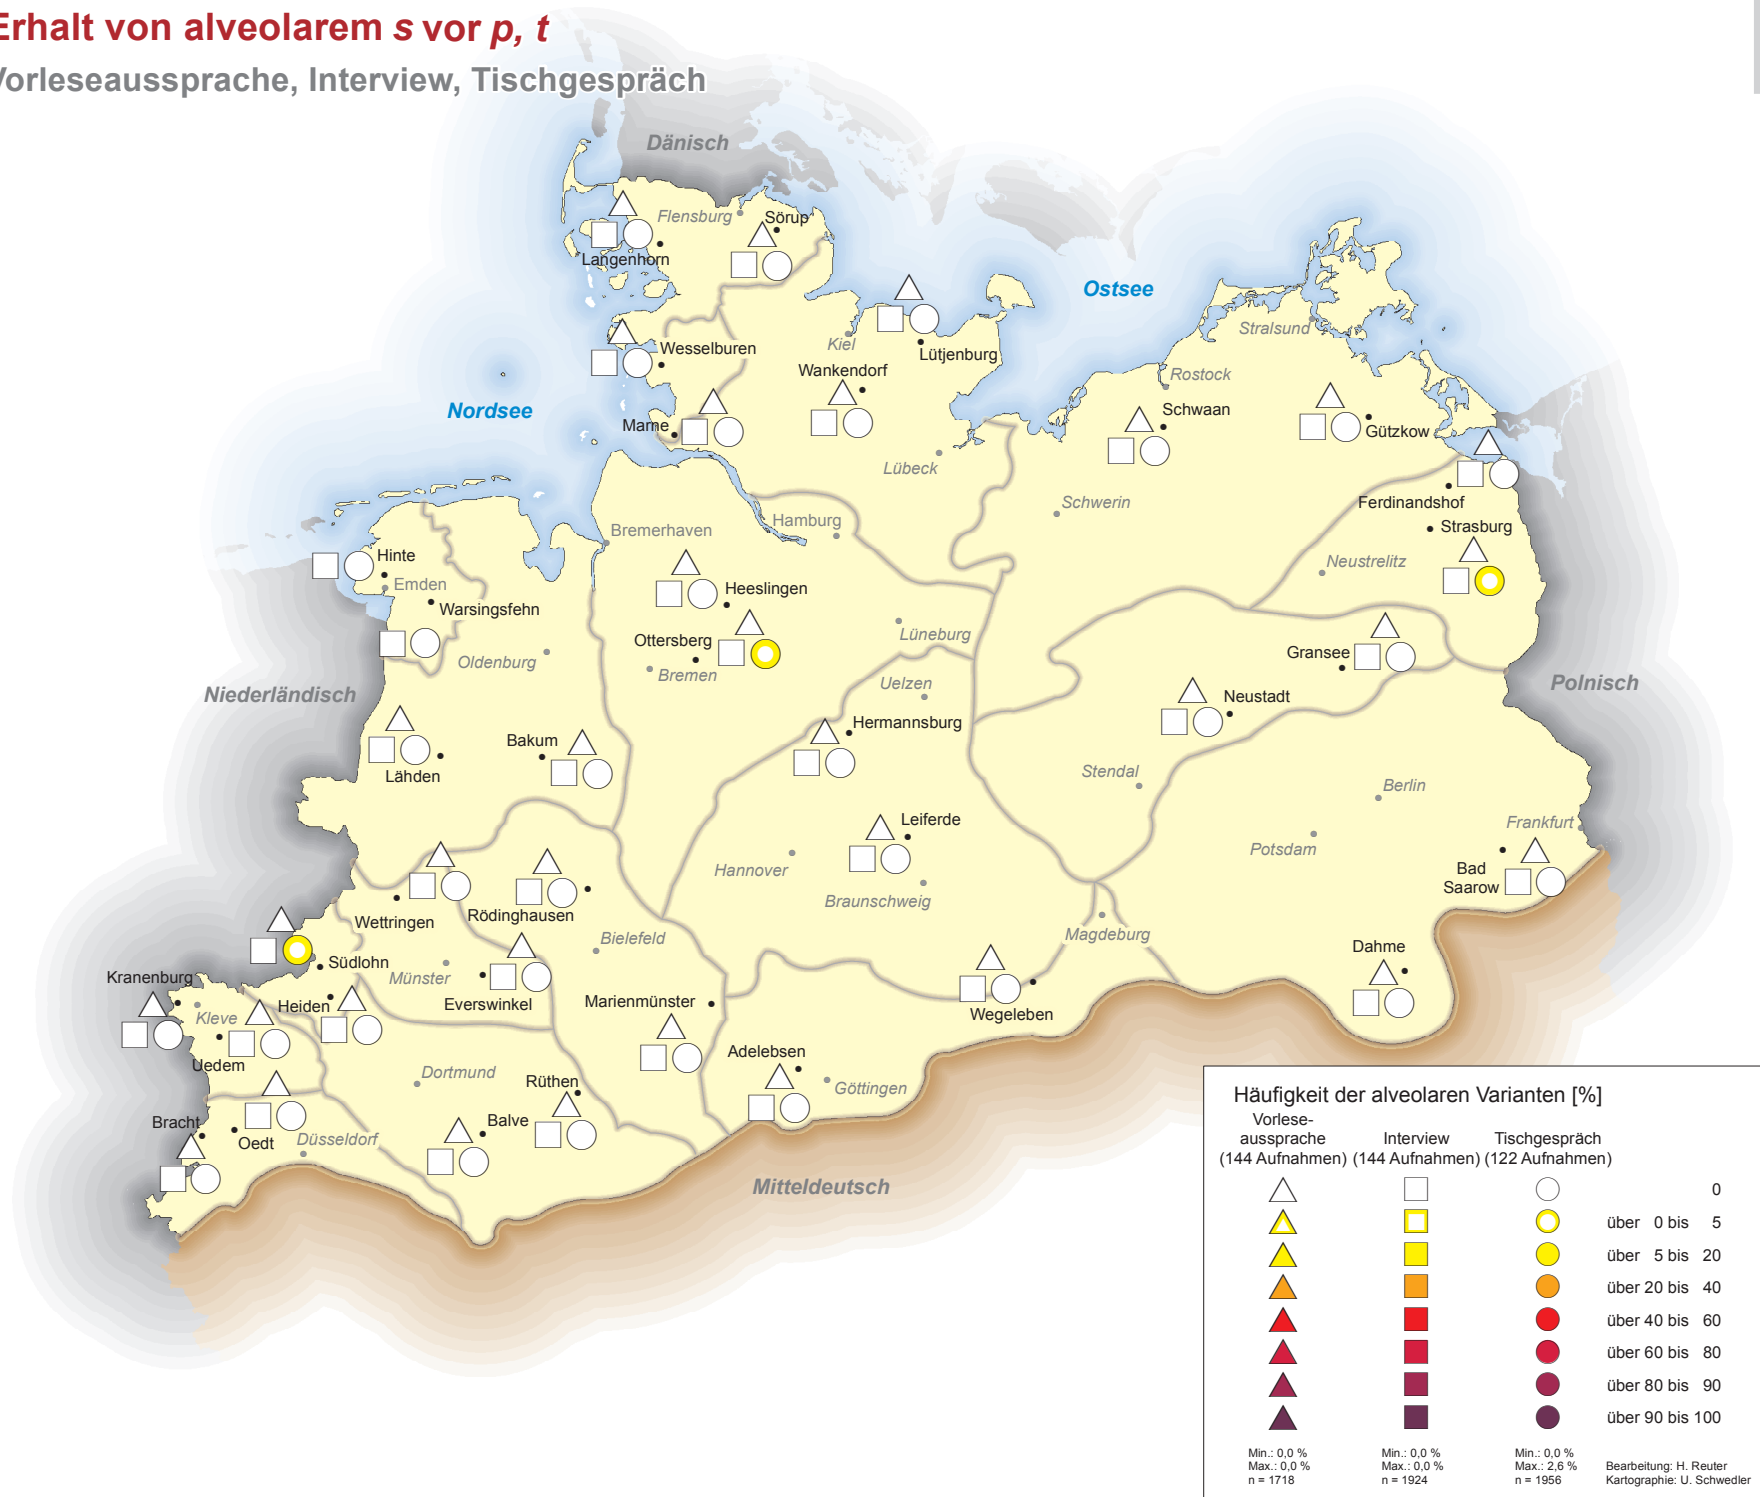 Erhalt von alveolarem s vor p, t
Vorleseaussprache, Interview, Tischgespräch
Dänisch
Flensburg
Sörup
Langenhorn
Ostsee
Stralsund
Wesselburen
Kiel
Lütjenburg
Wankendorf
Rostock
Nordsee
Schwaan
Marne
Gützkow
Lübeck
Schwerin
Ferdinandshof
Hamburg
Bremerhaven
Strasburg
Hinte
Neustrelitz
Emden
Heeslingen
Warsingsfehn
Lüneburg
Ottersberg
Gransee
Oldenburg
Bremen
Uelzen
Niederländisch
Polnisch
Neustadt
Hermannsburg
Bakum
Lähden
Stendal
Berlin
Leiferde
Frankfurt
Potsdam
Hannover
Bad
Saarow
Braunschweig
Rödinghausen
Wettringen
Bielefeld
Magdeburg
Dahme
Südlohn
Kranenburg
Münster
Heiden
Everswinkel
Marienmünster
Wegeleben
Kleve
Uedem
Adelebsen
Dortmund
Rüthen
Göttingen
Bracht
Balve
Oedt
Düsseldorf
Mitteldeutsch
Häufigkeit der alveolaren Varianten [%]
Vorlese-
aussprache Interview Tischgespräch
(144 Aufnahmen) (144 Aufnahmen) (122 Aufnahmen)
0
über 0 bis 5
über 5 bis 20
über 20 bis 40
über 40 bis 60
über 60 bis 80
über 80 bis 90
über 90 bis 100
Min.: 0,0 % Min.: 0,0 % Min.: 0,0 %
Max.: 0,0 % Max.: 0,0 % Max.: 2,6 % Bearbeitung: H. Reuter
n = 1718 n = 1924 n = 1956 Kartographie: U. Schwedler